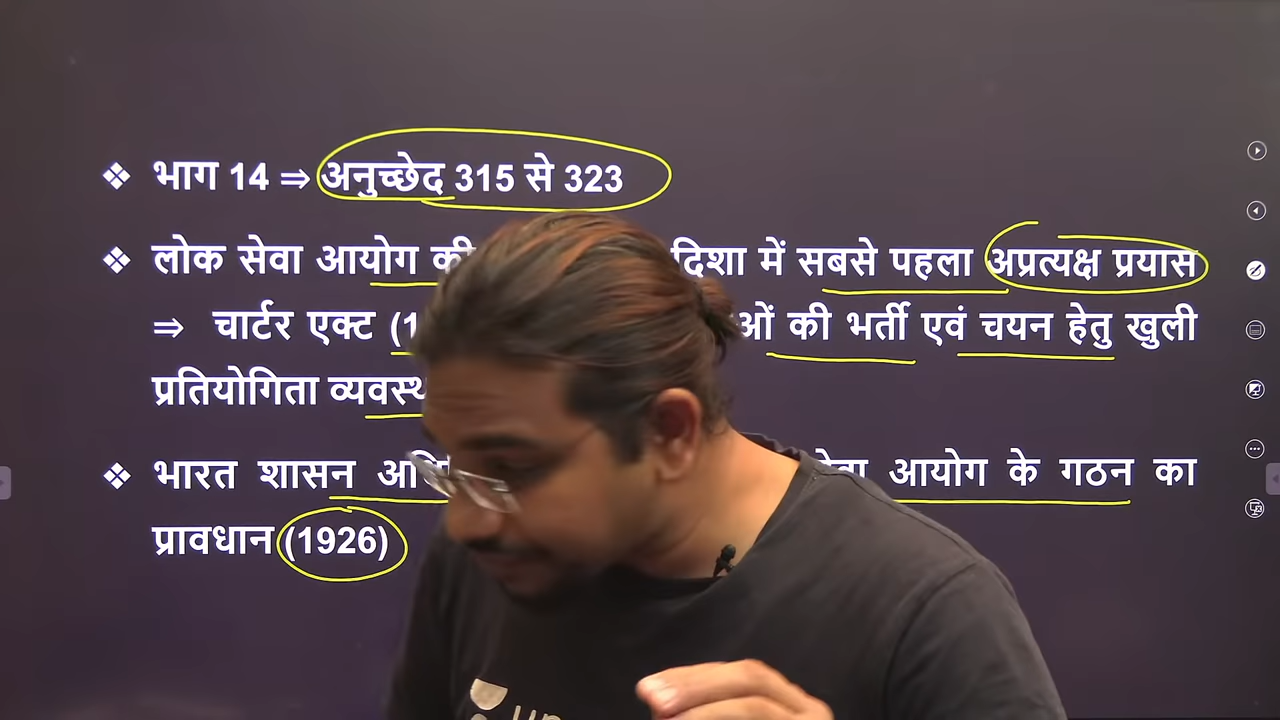 ❖ भाग 14 ⇒ अनुच्छेद 315 से 323
❖ लोक सेवा आयोग की दिशा में सबसे पहला अप्रत्यक्ष प्रयास
⇒ चार्टर एक्ट की भर्ती एवं चयन हेतु खुली
प्रतियोगिता
❖ भारत शासन आयोग के गठन का
प्रावधान (1926)